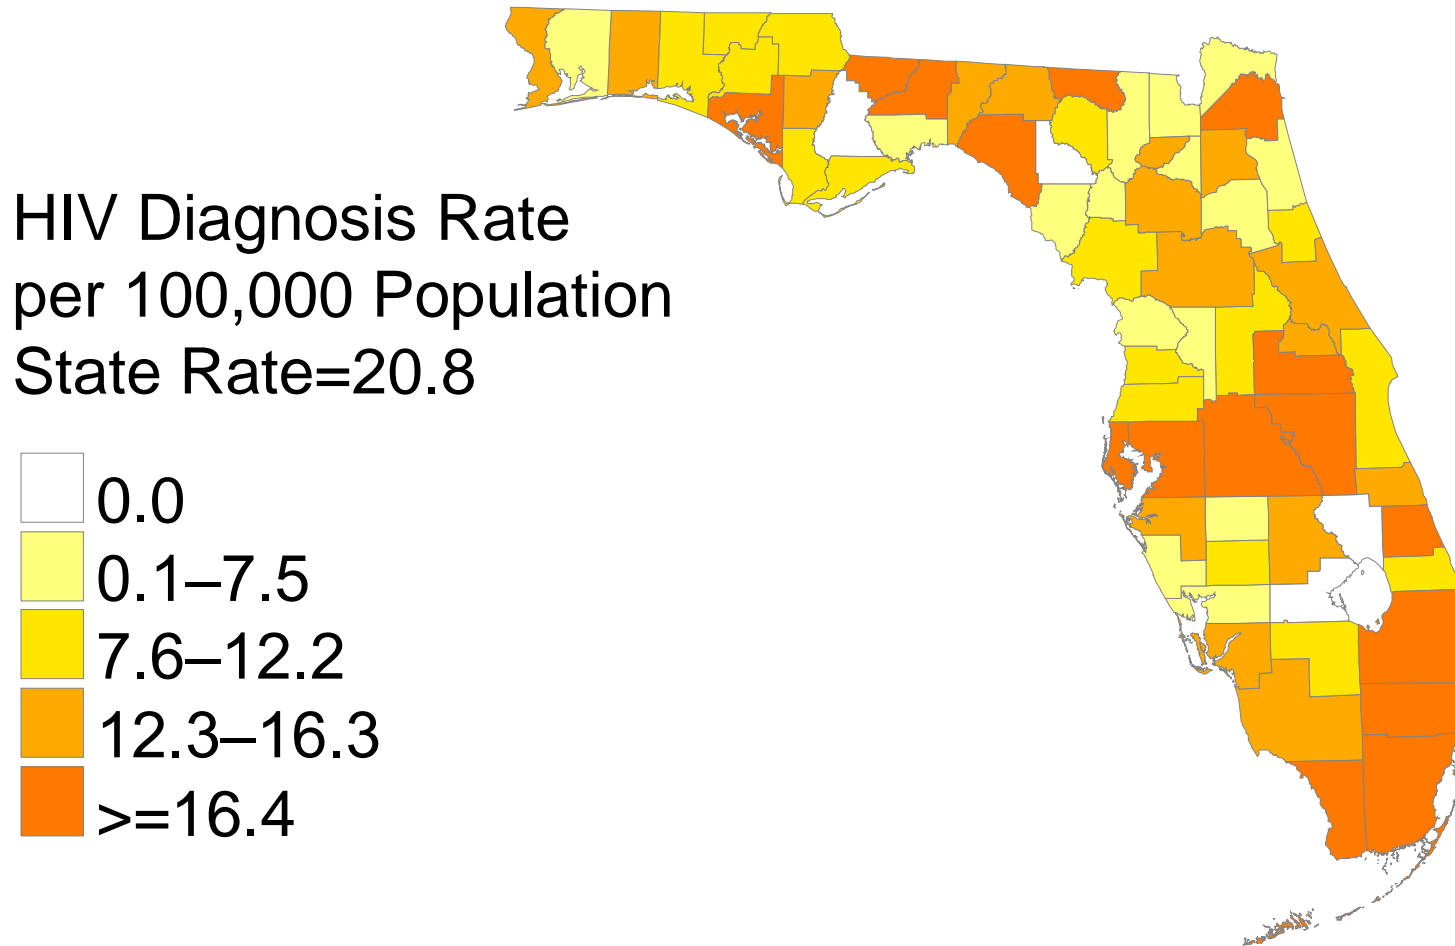 HIV Diagnosis Rate
per 100,000 Population
State Rate=20.8
0.0
0.1–7.5
7.6–12.2
12.3–16.3
>=16.4